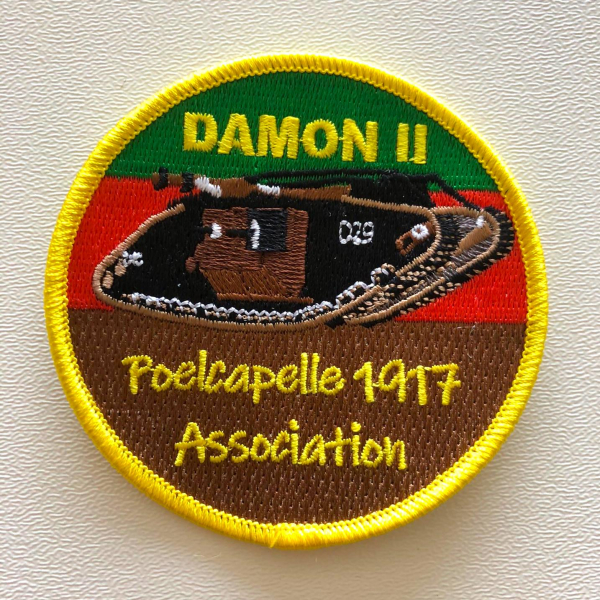 DAMON II
D29
Poelcapelle 1917
Association